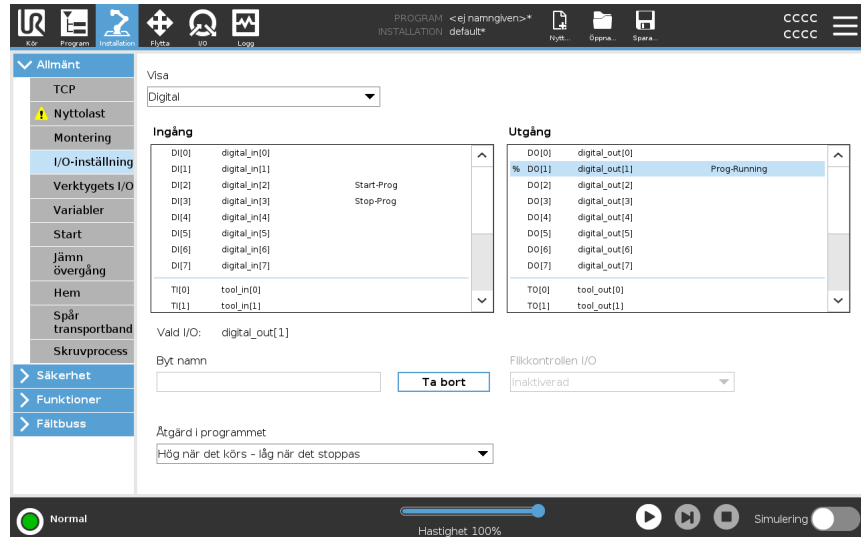 PROGRAM <ej namngiven>*
INSTALLATION default*
CCCC
CCCC
Kör Program Installation Flytta I/O Logg Nytt... Öppna... Spara...
Allmänt
TCP
Nyttolast
Montering
I/O-inställning
Verktygets I/O
Variabler
Start
Jämn
övergång
Hem
Spår
transportband
Skruvprocess
Säkerhet
Funktioner
Fältbuss
Visa
Digital
Ingång
DI[0] digital_in[0]
DI[1] digital_in[1]
DI[2] digital_in[2] Start-Prog
DI[3] digital_in[3] Stop-Prog
DI[4] digital_in[4]
DI[5] digital_in[5]
DI[6] digital_in[6]
DI[7] digital_in[7]
TI[0] tool_in[0]
TI[1] tool_in[1]
Utgång
DO[0] digital_out[0]
% DO[1] digital_out[1] Prog-Running
DO[2] digital_out[2]
DO[3] digital_out[3]
DO[4] digital_out[4]
DO[5] digital_out[5]
DO[6] digital_out[6]
DO[7] digital_out[7]
TO[0] tool_out[0]
TO[1] tool_out[1]
Vald I/O: digital_out[1]
Byt namn
Ta bort
Flikkontrollen I/O
Inaktiverad
Åtgärd i programmet
Hög när det körs - låg när det stoppas
Normal
Hastighet 100%
Simulering